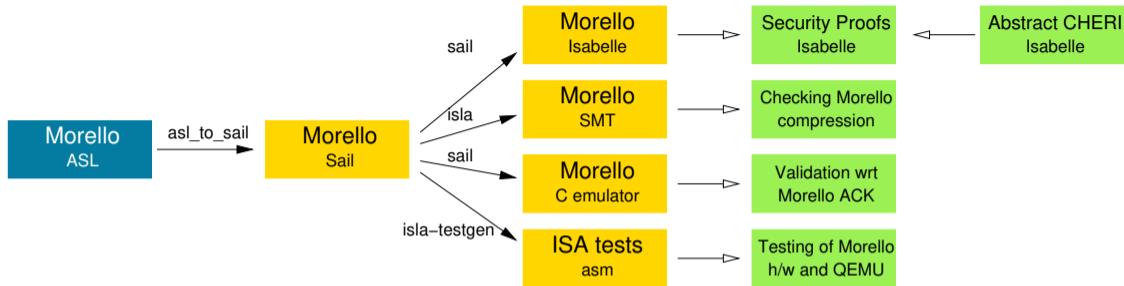 Morello
ASL
asl_to_sail
Morello
Sail
sail
isla
sail
isla-testgen
Morello
Isabelle
Morello
SMT
Morello
C emulator
ISA tests
asm
Security Proofs
Isabelle
Checking Morello
compression
Validation wrt
Morello ACK
Testing of Morello
h/w and QEMU
Abstract CHERI
Isabelle